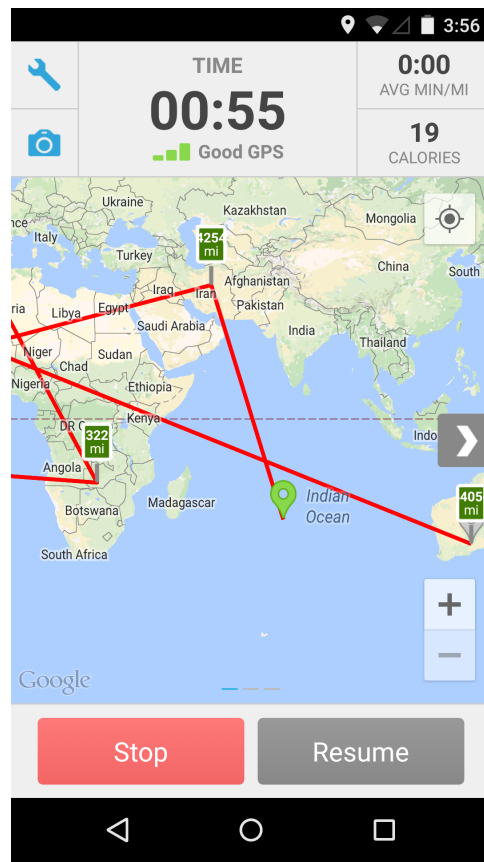 3:56
TIME
00:55
Good GPS
0:00
AVG MIN/MI
19
CALORIES
Ukraine
Kazakhstan
Mongolia
Italy
Turkey
4254
mi
Afghanistan
China
South
Iraq
Iran
Libya
Egypt
Pakistan
Saudi Arabia
India
Thailand
Niger
Chad
Sudan
Nigeria
Ethiopia
Kenya
DR
322
mi
Indo
Angola
Botswana
Madagascar
Indian
Ocean
405
mi
South Africa
+
−
Google
Stop
Resume